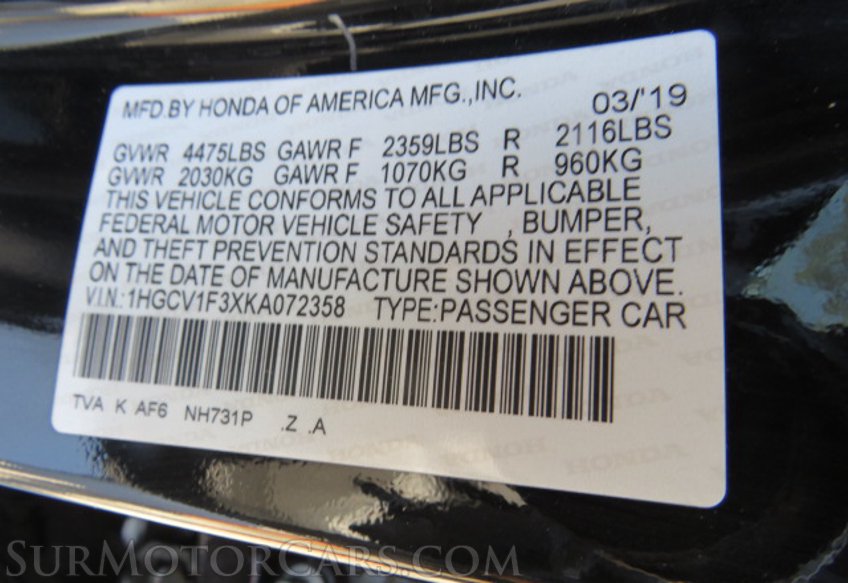 MFD.BY HONDA OF AMERICA MFG.,INC. 03/'19
GVWR 4475LBS GAWR F 2359LBS R 2116LBS
GVWR 2030KG GAWR F 1070KG R 960KG
THIS VEHICLE CONFORMS TO ALL APPLICABLE
FEDERAL MOTOR VEHICLE SAFETY , BUMPER,
AND THEFT PREVENTION STANDARDS IN EFFECT
ON THE DATE OF MANUFACTURE SHOWN ABOVE.
V.I.N.:1HGCV1F3XKA072358 TYPE:PASSENGER CAR
TVA K AF6 NH731P .Z .A
HONDA HONDA
SurMotorCars.com